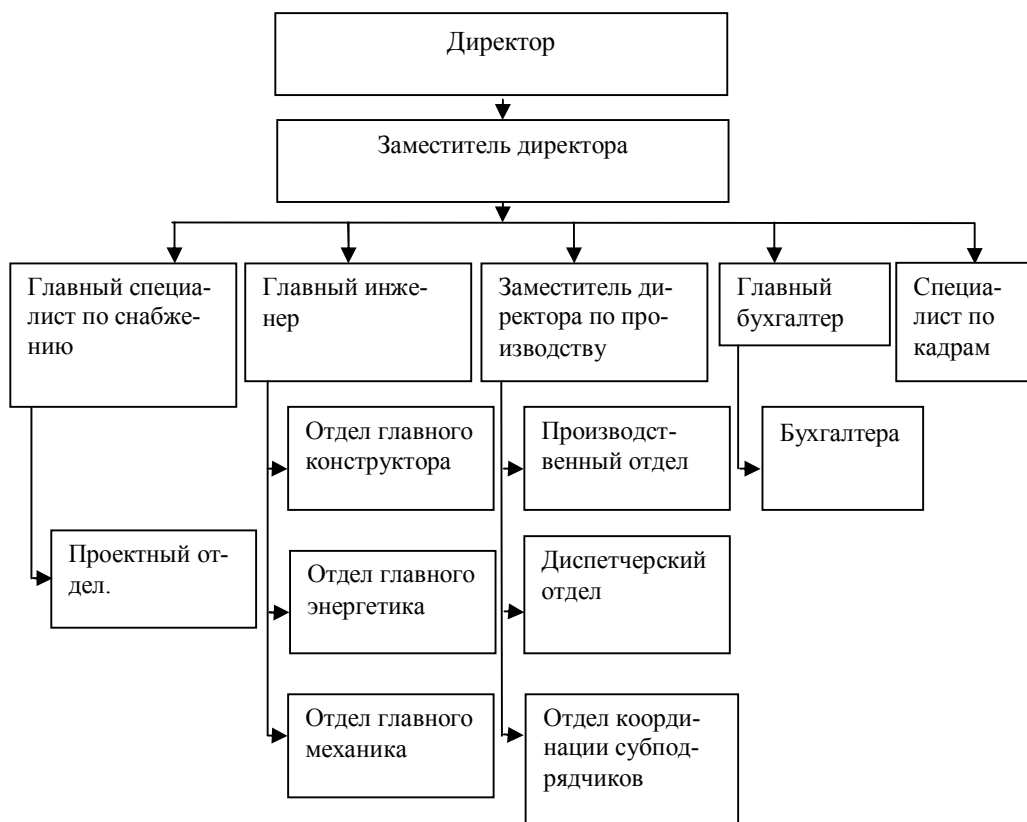 Директор
Заместитель директора
Главный специа-
лист по снабже-
нию
Главный инже-
нер
Заместитель ди-
ректора по про-
изводству
Главный
бухгалтер
Специа-
лист по
кадрам
Отдел главного
конструктора
Производст-
венный отдел
Бухгалтера
Проектный от-
дел.
Отдел главного
энергетика
Диспетчерский
отдел
Отдел главного
механика
Отдел коорди-
нации субпод-
рядчиков